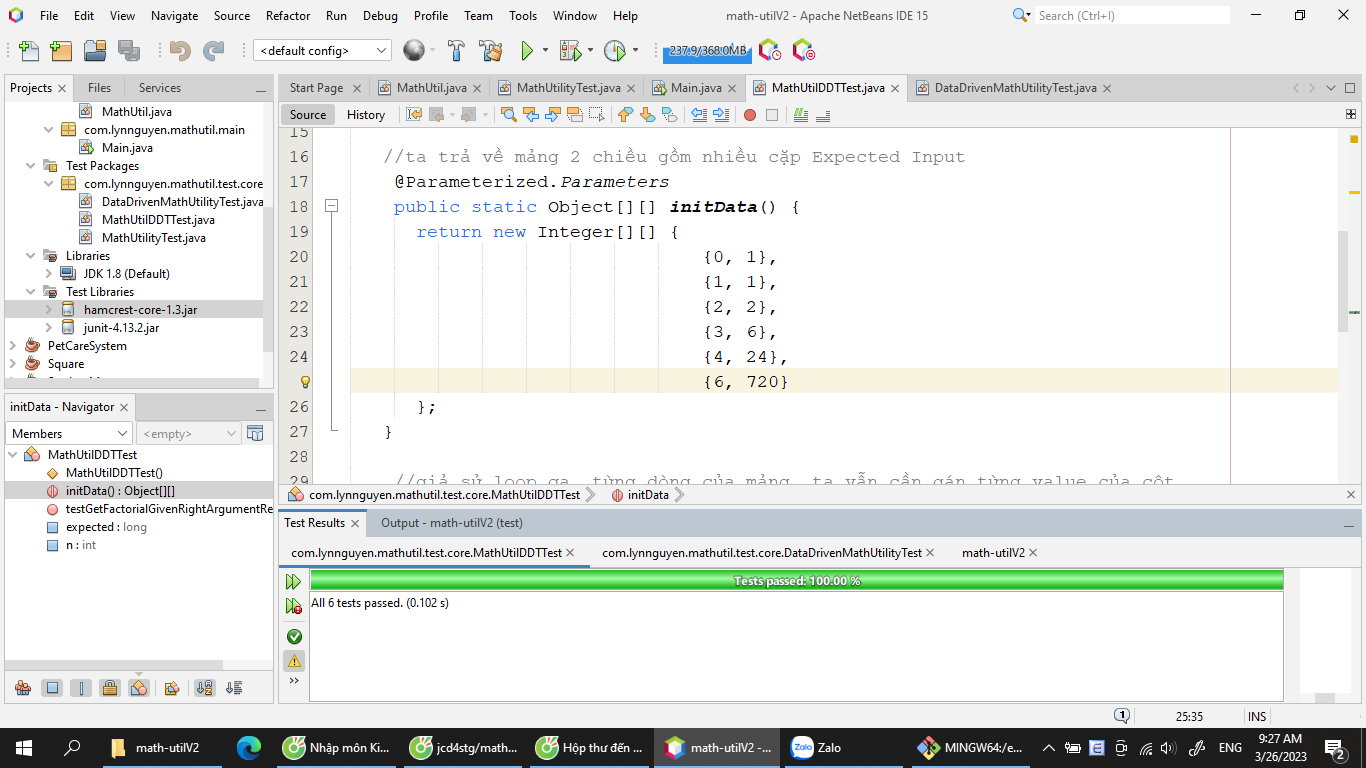 File Edit View Navigate Source Refactor Run Debug Profile Team Tools Window Help
math-utilV2 - Apache NetBeans IDE 15
Search (Ctrl+I)
<default config>
237.9/368.0MB
Projects Files Services
MathUtil.java
com.lynnguyen.mathutil.main
Main.java
Test Packages
com.lynnguyen.mathutil.test.core
DataDrivenMathUtilityTest.java
MathUtilDDTTest.java
MathUtilityTest.java
Libraries
JDK 1.8 (Default)
Test Libraries
hamcrest-core-1.3.jar
junit-4.13.2.jar
PetCareSystem
Square
initData - Navigator
Members
<empty>
MathUtilDDTTest
MathUtilDDTTest()
initData() : Object[][]
testGetFactorialGivenRightArgumentRe
expected : long
n : int
Start Page MathUtil.java MathUtilityTest.java Main.java MathUtilDDTTest.java DataDrivenMathUtilityTest.java
Source History
15
16 //ta trả về mảng 2 chiều gồm nhiều cặp Expected Input
17 @Parameterized.Parameters
18 public static Object[][] initData() {
19 return new Integer[][] {
20 {0, 1},
21 {1, 1},
22 {2, 2},
23 {3, 6},
24 {4, 24},
{6, 720}
26 };
27 }
28
29 //giả sử loop qa từng dòng của mảng, ta vẫn cần gán từng value của cột
com.lynnguyen.mathutil.test.core.MathUtilDDTTest initData
Test Results Output - math-utilV2 (test)
com.lynnguyen.mathutil.test.core.MathUtilDDTTest com.lynnguyen.mathutil.test.core.DataDrivenMathUtilityTest math-utilV2
Tests passed: 100.00 %
All 6 tests passed. (0.102 s)
1
25:35
INS
math-utilV2
Nhập môn Ki...
jcd4stg/math...
Hộp thư đến ...
math-utilV2 -...
Zalo
Zalo
MINGW64:/e...
ENG
9:27 AM
3/26/2023
2